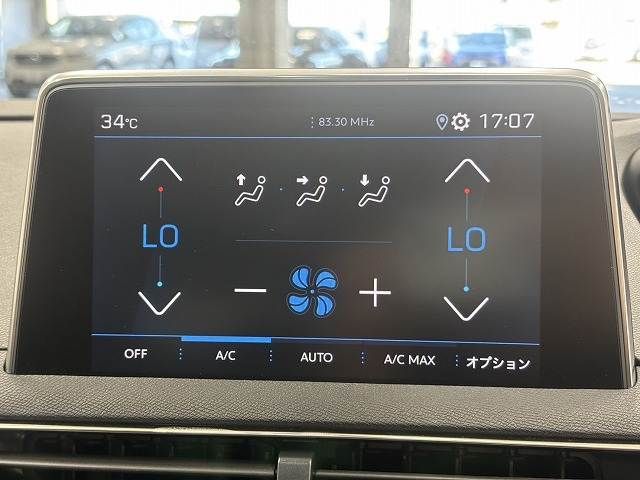 34°C 83.30 MHz 17:07
LO LO
OFF A/C AUTO A/C MAX オプション